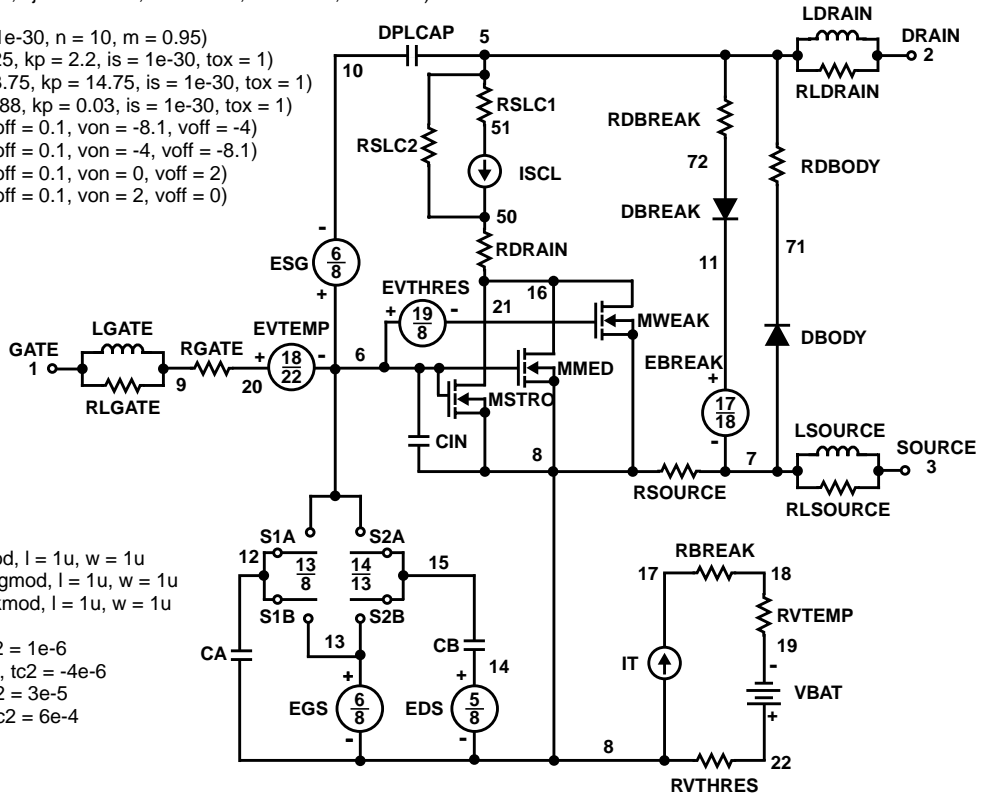 1e-30, n = 10, m = 0.95)
25, kp = 2.2, is = 1e-30, tox = 1)
.75, kp = 14.75, is = 1e-30, tox = 1)
88, kp = 0.03, is = 1e-30, tox = 1)
off = 0.1, von = -8.1, voff = -4)
off = 0.1, von = -4, voff = -8.1)
off = 0.1, von = 0, voff = 2)
off = 0.1, von = 2, voff = 0)
LDRAIN
DPLCAP 5 DRAIN
10 2
RLDRAIN
RSLC1
51
RDBREAK
RSLC2
72
RDBODY
ISCL
DBREAK
50
71
RDRAIN
ESG 6/8
- +
11
EVTHRES
16
21
+ 19/8 -
MWEAK
LGATE
EVTEMP
DBODY
GATE
1
RGATE
+ 18/22 -
6
EBREAK
MMED
9
20
RLGATE
MSTRO
+ 17/18 -
CIN
LSOURCE
8
7
SOURCE
3
RSOURCE
RLSOURCE
S1A
S2A
od, l = 1u, w = 1u
gmod, l = 1u, w = 1u
kmod, l = 1u, w = 1u
12
13/8
14/13
15
RBREAK
17
18
S1B
S2B
RVTEMP
2 = 1e-6
, tc2 = -4e-6
2 = 3e-5
c2 = 6e-4
13
CA
CB
19
14
IT
-
VBAT
+
EGS + 6/8 -
EDS + 5/8 -
8
22
RVTHRES